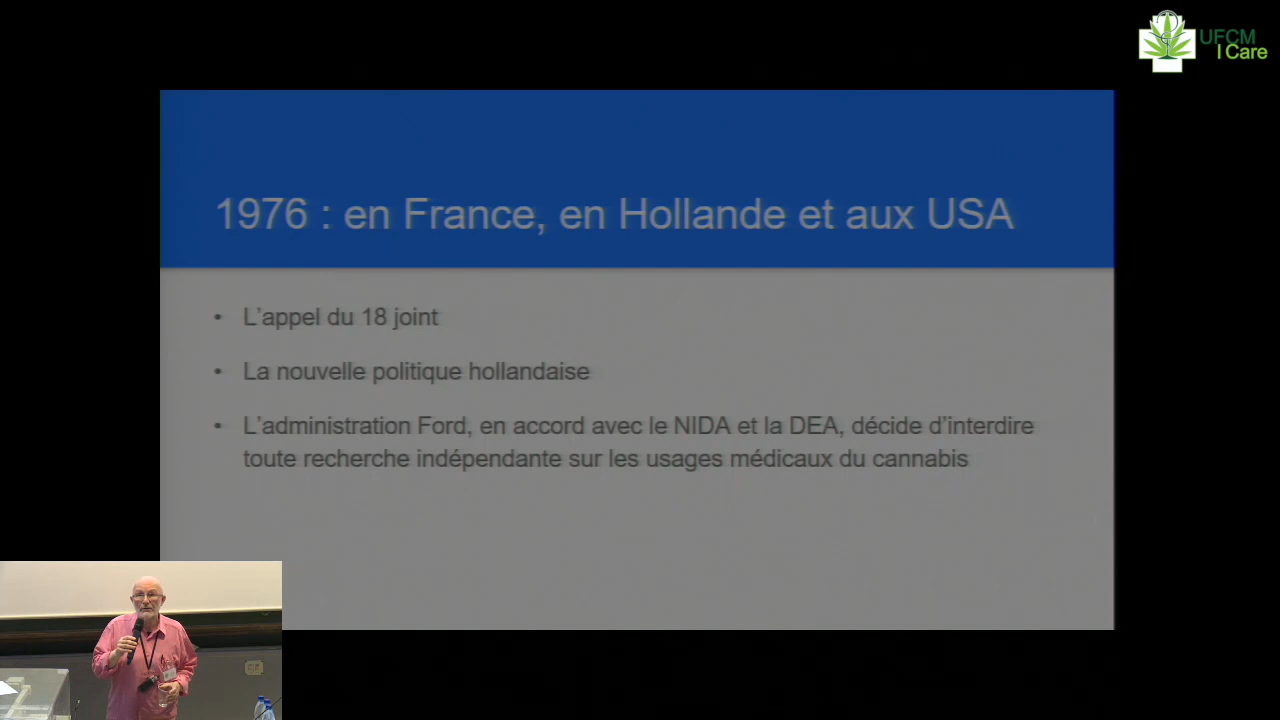 UFCM
I Care
1976 : en France, en Hollande et aux USA
• L’appel du 18 joint
• La nouvelle politique hollandaise
• L’administration Ford, en accord avec le NIDA et la DEA, décide d’interdire
toute recherche indépendante sur les usages médicaux du cannabis